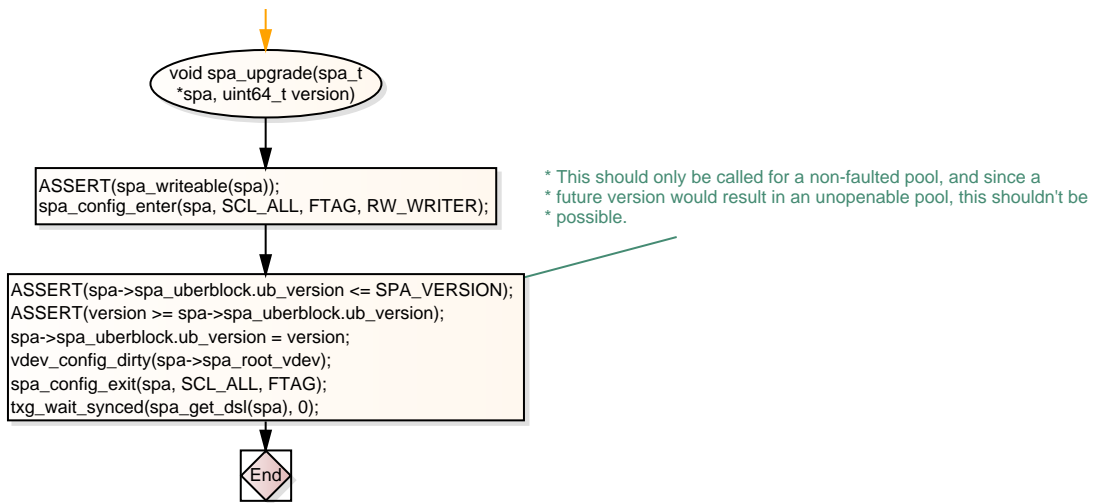 void spa_upgrade(spa_t
*spa, uint64_t version)
ASSERT(spa_writeable(spa));
spa_config_enter(spa, SCL_ALL, FTAG, RW_WRITER);
* This should only be called for a non-faulted pool, and since a
* future version would result in an unopenable pool, this shouldn't be
* possible.
ASSERT(spa->spa_uberblock.ub_version <= SPA_VERSION);
ASSERT(version >= spa->spa_uberblock.ub_version);
spa->spa_uberblock.ub_version = version;
vdev_config_dirty(spa->spa_root_vdev);
spa_config_exit(spa, SCL_ALL, FTAG);
txg_wait_synced(spa_get_dsl(spa), 0);
End